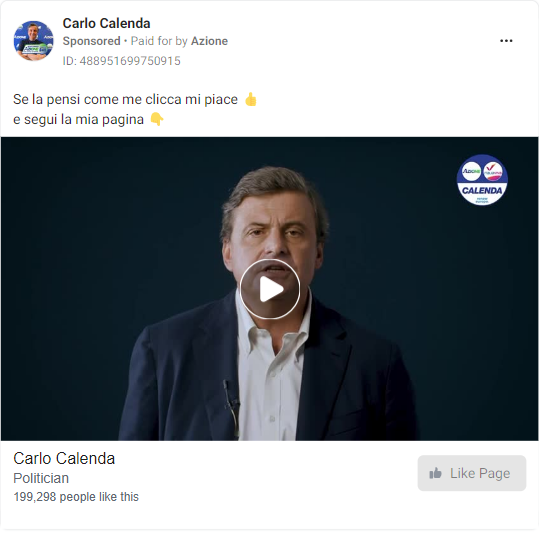 Carlo Calenda
Sponsored • Paid for by Azione
ID: 488951699750915
Se la pensi come me clicca mi piace 👍
e segui la mia pagina 👇
Azione
CALENDA
Carlo Calenda
Politician
199,298 people like this
Like Page